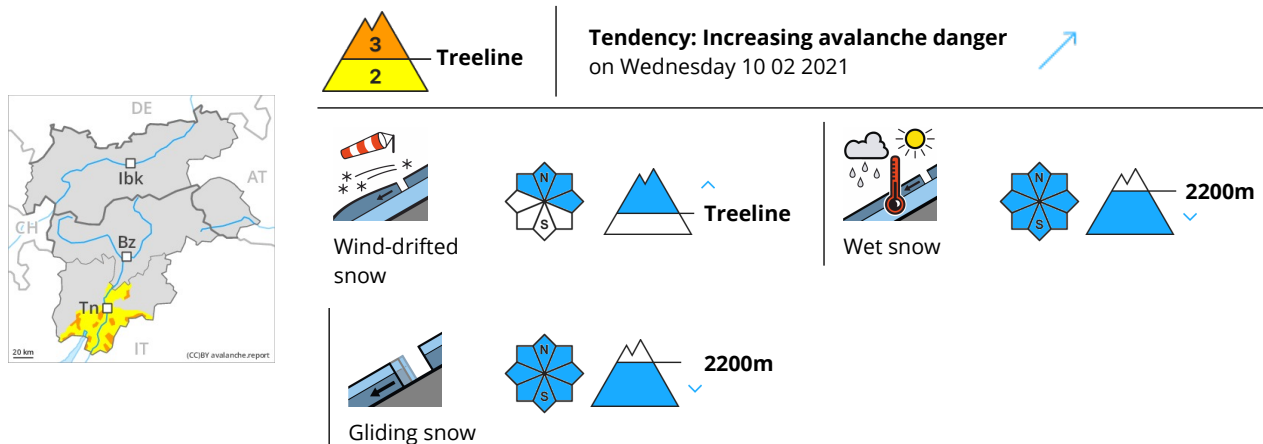 3
2
Treeline
Tendency: Increasing avalanche danger
on Wednesday 10 02 2021
DE
Ibk
AT
CH
Bz
Tn
IT
20 km
(CC)BY avalanche.report
N
S
Treeline
Wind-drifted
snow
N
S
2200m
Wet snow
N
S
2200m
Gliding snow